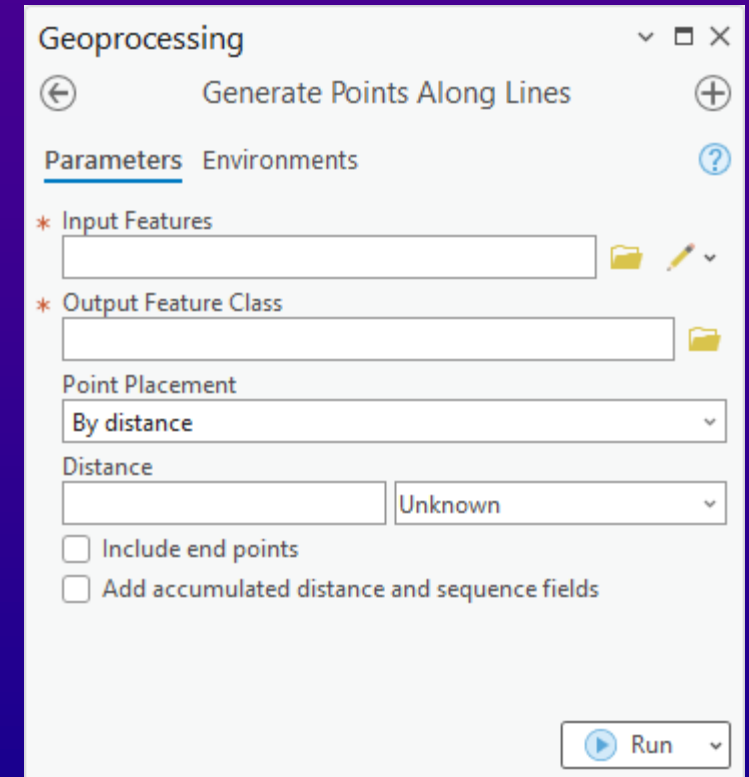 Geoprocessing
Generate Points Along Lines
Parameters Environments ?
* Input Features
* Output Feature Class
Point Placement
By distance
Distance
Unknown
Include end points
Add accumulated distance and sequence fields
Run